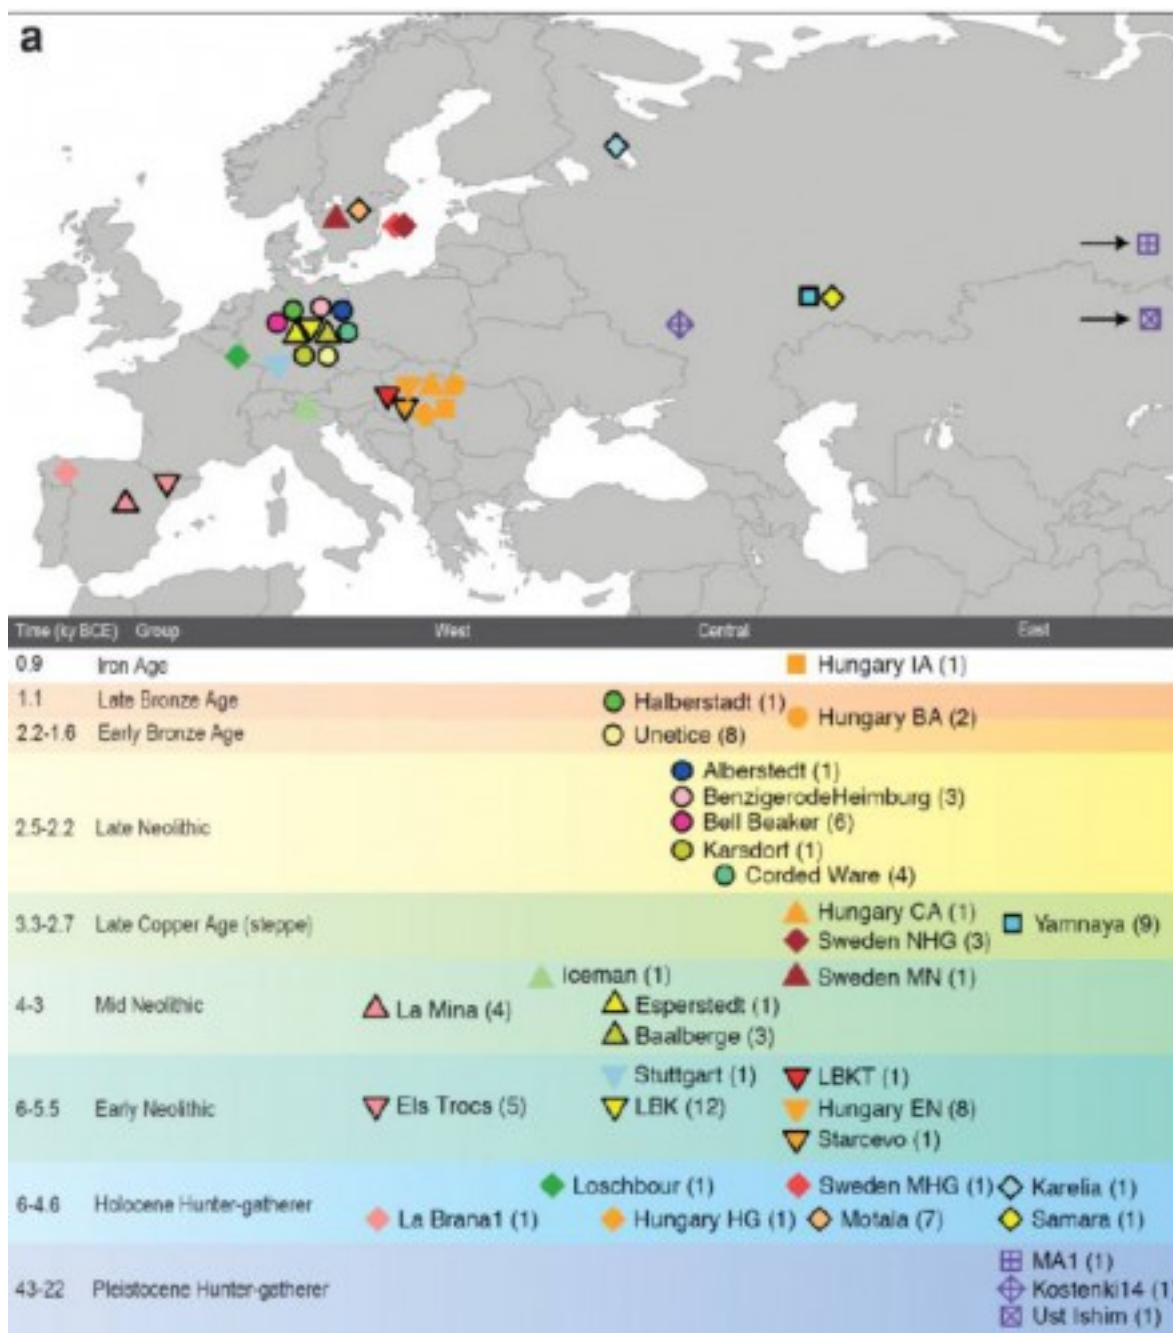 a
Time (ky BCE) Group West Central East
0.9 Iron Age Hungary IA (1)
1.1 Late Bronze Age Halberstadt (1)
Hungary BA (2)
2.2-1.6 Early Bronze Age Unetice (8)
Alberstedt (1)
BenzigerodeHeimburg (3)
2.5-2.2 Late Neolithic Bell Beaker (6)
Karsdorf (1)
Corded Ware (4)
Hungary CA (1)
3.3-2.7 Late Copper Age (steppe) Yamnaya (9)
Sweden NHG (3)
Iceman (1) Sweden MN (1)
4-3 Mid Neolithic La Mina (4) Esperstedt (1)
Baalberge (3)
Stuttgart (1) LBKT (1)
6-5.5 Early Neolithic Els Trocs (5) LBK (12) Hungary EN (8)
Starcevo (1)
Loschbour (1) Sweden MHG (1) Karelia (1)
6-4.6 Holocene Hunter-gatherer
La Brana1 (1) Hungary HG (1) Motala (7) Samara (1)
MA1 (1)
43-22 Pleistocene Hunter-gatherer Kostenki14 (1
Ust Ishim (1)